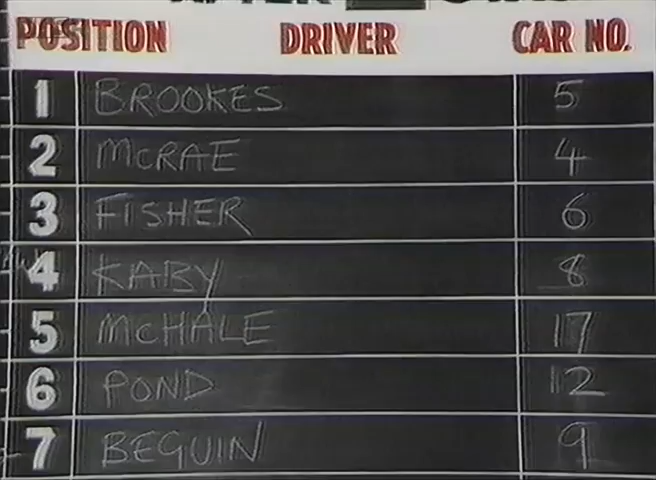 POSITION DRIVER CAR NO.
1 BROOKES 5
2 McRAE 4
3 FISHER 6
4 KABY 8
5 McHALE 17
6 POND 12
7 BEGUIN 9